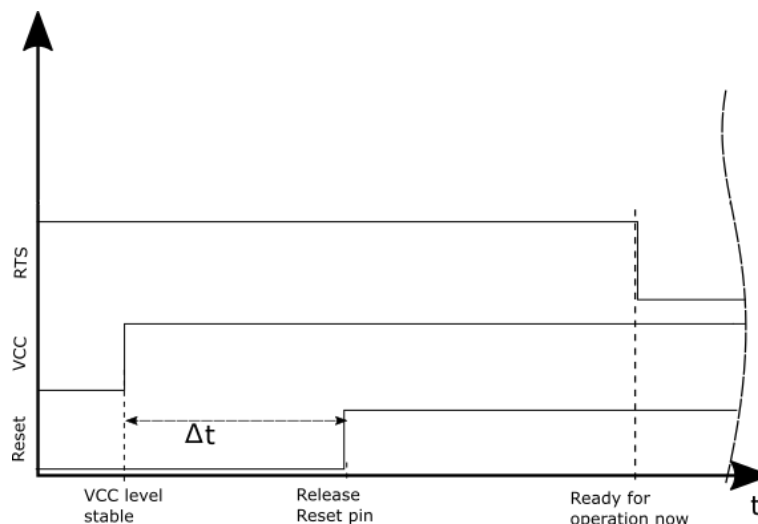 RTS
VCC
Reset
Δt
VCC level
stable
Release
Reset pin
Ready for
operation now
t